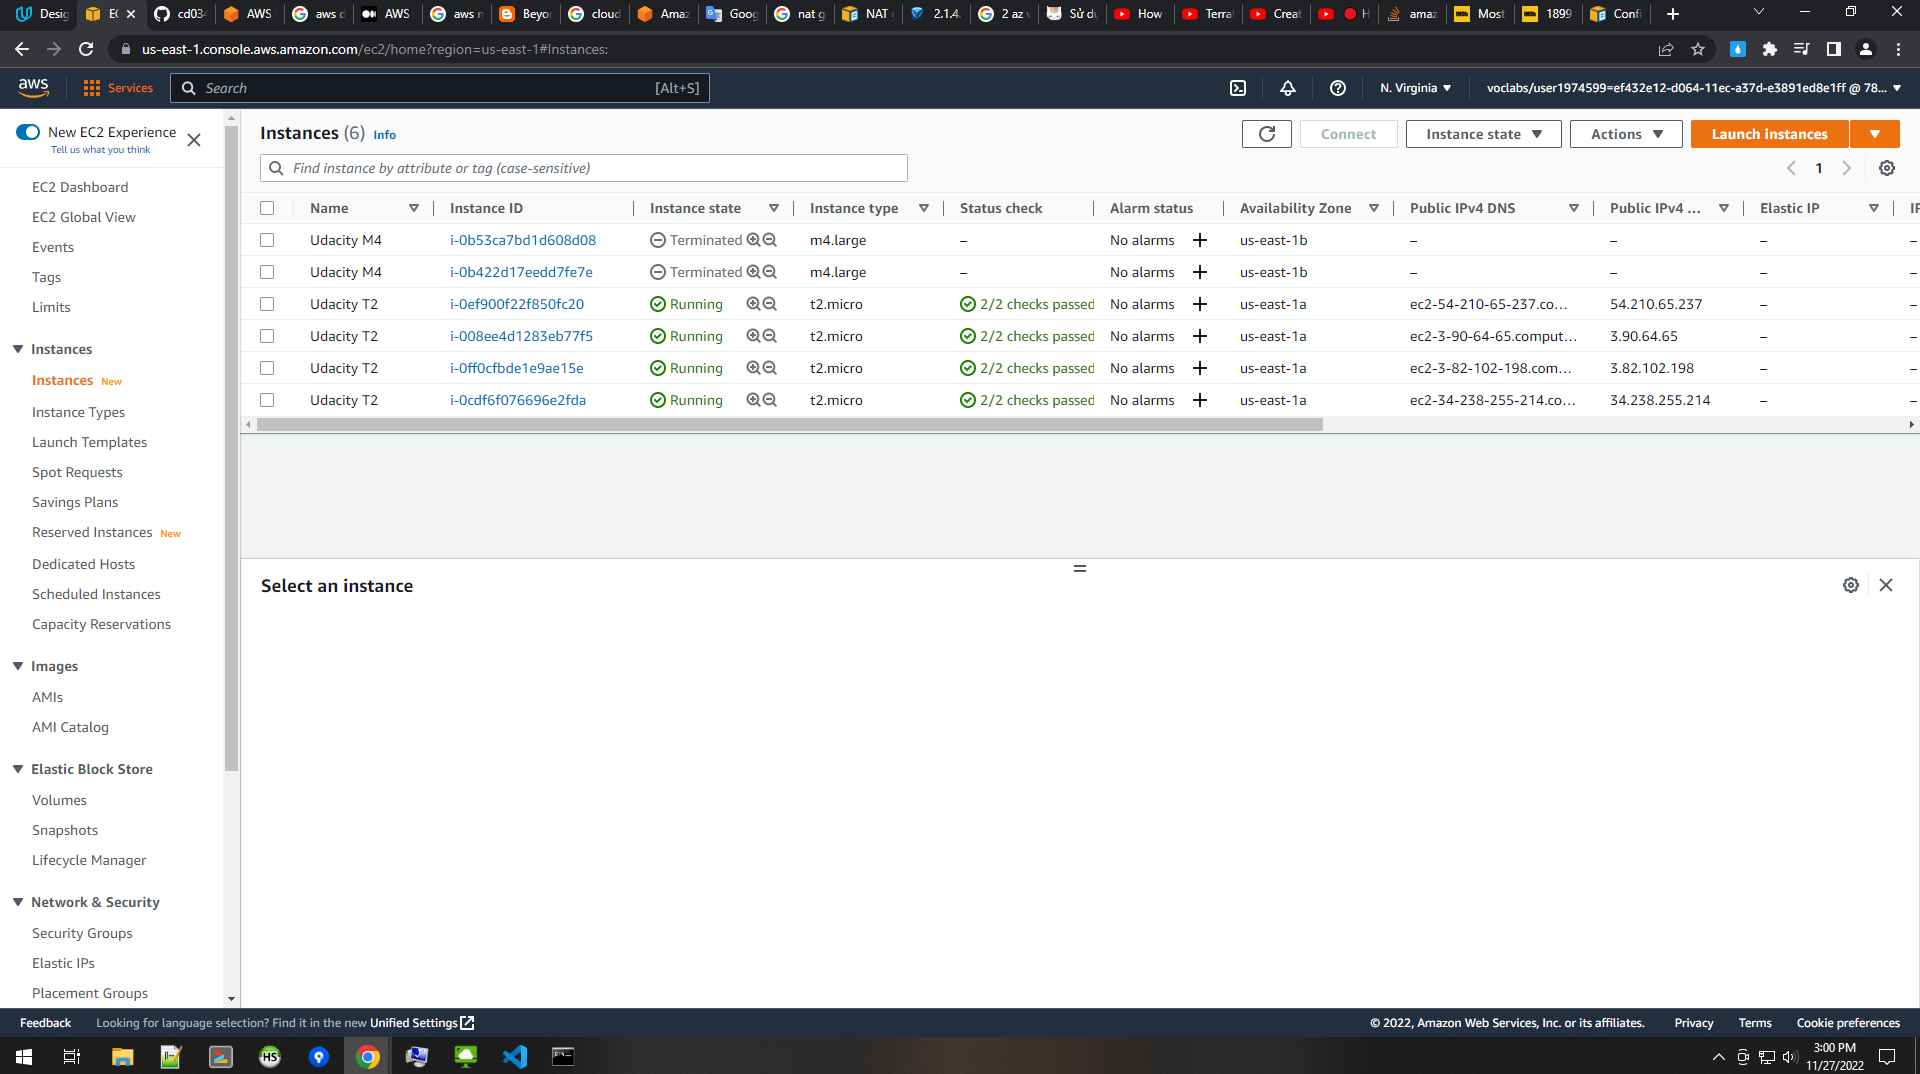 Desig
EC
cd034
AWS
aws d
AWS
aws n
Beyon
cloud
Amaz
Goog
nat g
NAT
2.1.4.
2 az v
Sử dụ
How
Terra
Creat
H
amaz
Most
1899
Confi
us-east-1.console.aws.amazon.com/ec2/home?region=us-east-1#Instances:
aws
Services
Search
[Alt+S]
N. Virginia
voclabs/user1974599=ef432e12-d064-11ec-a37d-e3891ed8e1ff @ 78...
New EC2 Experience
Tell us what you think
EC2 Dashboard
EC2 Global View
Events
Tags
Limits
Instances
Instances New
Instance Types
Launch Templates
Spot Requests
Savings Plans
Reserved Instances New
Dedicated Hosts
Scheduled Instances
Capacity Reservations
Images
AMIs
AMI Catalog
Elastic Block Store
Volumes
Snapshots
Lifecycle Manager
Network & Security
Security Groups
Elastic IPs
Placement Groups
Instances (6) Info
Connect
Instance state
Actions
Launch instances
Find instance by attribute or tag (case-sensitive)
1
Name Instance ID Instance state Instance type Status check Alarm status Availability Zone Public IPv4 DNS Public IPv4 ... Elastic IP IP
Udacity M4 i-0b53ca7bd1d608d08 Terminated m4.large – No alarms + us-east-1b – – – –
Udacity M4 i-0b422d17eedd7fe7e Terminated m4.large – No alarms + us-east-1b – – – –
Udacity T2 i-0ef900f22f850fc20 Running t2.micro 2/2 checks passed No alarms + us-east-1a ec2-54-210-65-237.co... 54.210.65.237 – –
Udacity T2 i-008ee4d1283eb77f5 Running t2.micro 2/2 checks passed No alarms + us-east-1a ec2-3-90-64-65.comput... 3.90.64.65 – –
Udacity T2 i-0ff0cfbde1e9ae15e Running t2.micro 2/2 checks passed No alarms + us-east-1a ec2-3-82-102-198.com... 3.82.102.198 – –
Udacity T2 i-0cdf6f076696e2fda Running t2.micro 2/2 checks passed No alarms + us-east-1a ec2-34-238-255-214.co... 34.238.255.214 – –
Select an instance
Feedback
Looking for language selection? Find it in the new Unified Settings
© 2022, Amazon Web Services, Inc. or its affiliates.
Privacy
Terms
Cookie preferences
HS
3:00 PM
11/27/2022